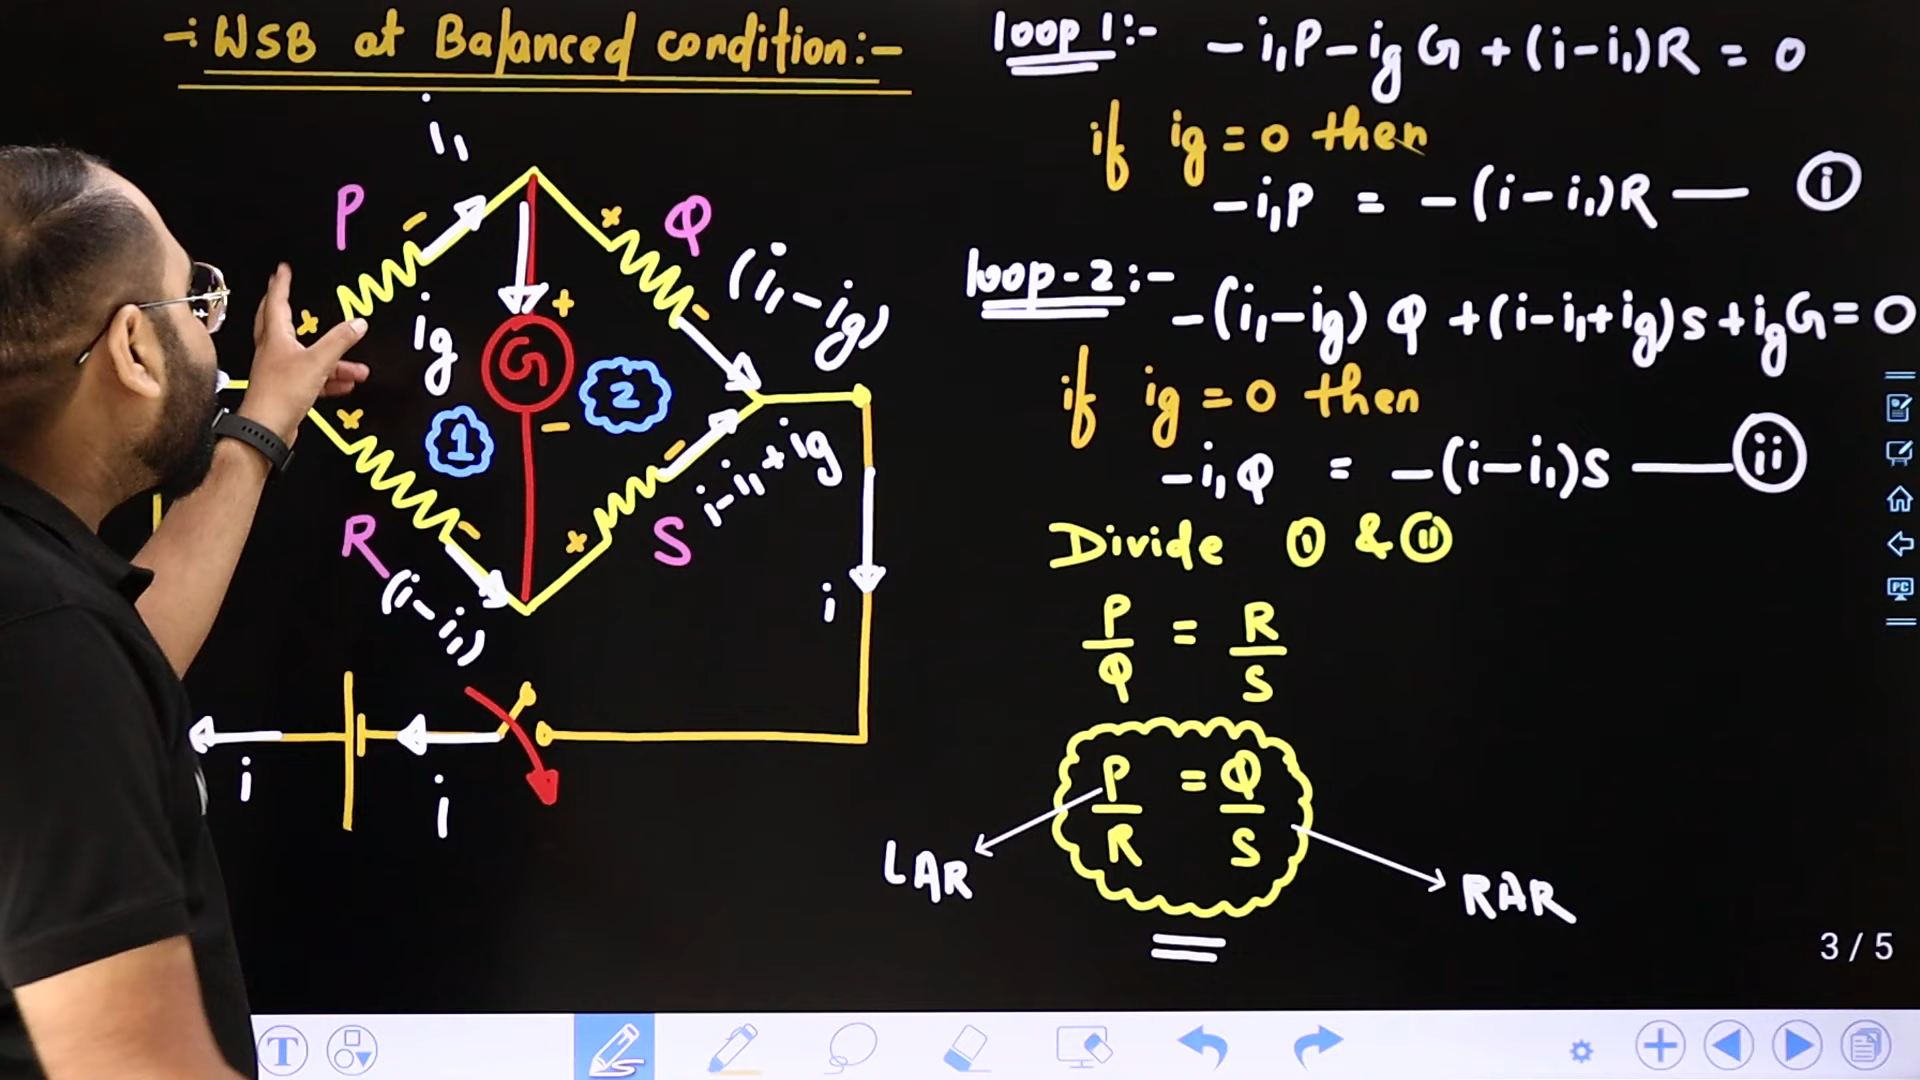 -: WSB at Balanced condition:-
i₁
P
Q
(i₁-ig)
ig
+
-
G
1
2
R
(i-i₁)
S
i-i₁+ig
i
i
i
loop 1:- -i₁P-igG+(i-i₁)R = 0
if ig=0 then
-i₁P = -(i-i₁)R — (i)
loop-2:- -(i₁-ig)Q+(i-i₁+ig)S+igG=0
if ig=0 then
-i₁Q = -(i-i₁)S — (ii)
Divide (i) & (ii)
P/Q = R/S
P/R = Q/S
LAR
RAR
3 / 5
T
PC